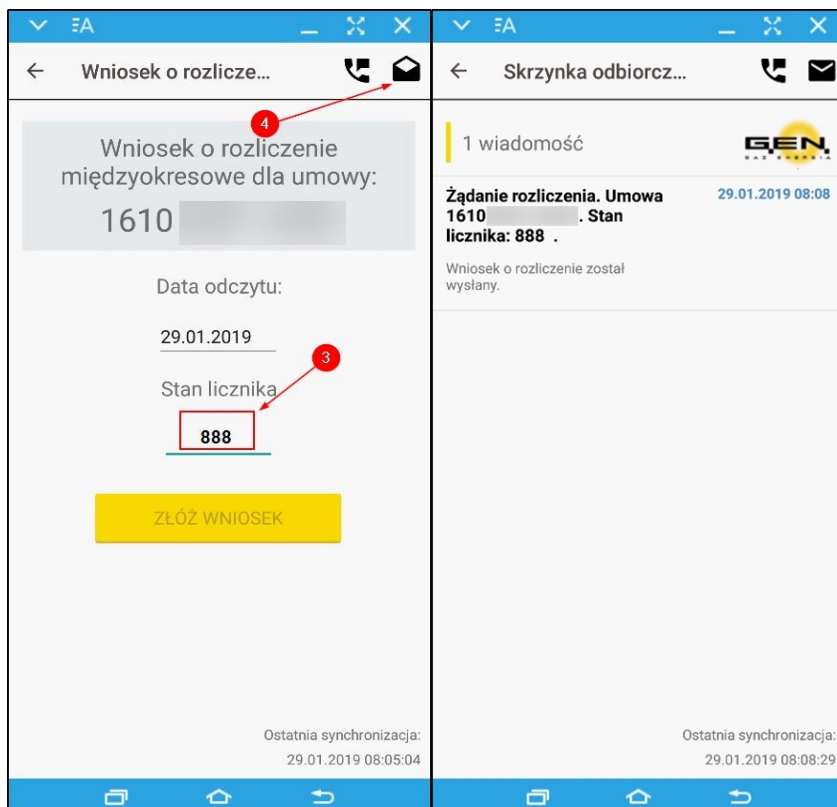 Wniosek o rozlicze...
4
Wniosek o rozliczenie
międzyokresowe dla umowy:
1610
Data odczytu:
29.01.2019
3
Stan licznika
888
ZŁÓŻ WNIOSEK
Ostatnia synchronizacja:
29.01.2019 08:05:04
Skrzynka odbiorcz...
1 wiadomość
G.E.N.
GAZ ENERGIA
Żądanie rozliczenia. Umowa
29.01.2019 08:08
1610 . Stan
licznika: 888 .
Wniosek o rozliczenie został
wysłany.
Ostatnia synchronizacja:
29.01.2019 08:08:29